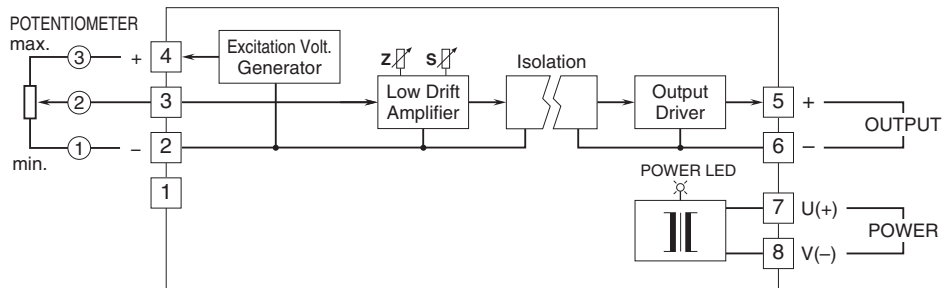 POTENTIOMETER
max.
3 + 4
Excitation Volt.
Generator
Z S
Isolation
2 3
Low Drift
Amplifier
Output
Driver
5 +
OUTPUT
1 – 2
6 –
min.
1
POWER LED
7 U(+)
POWER
8 V(–)